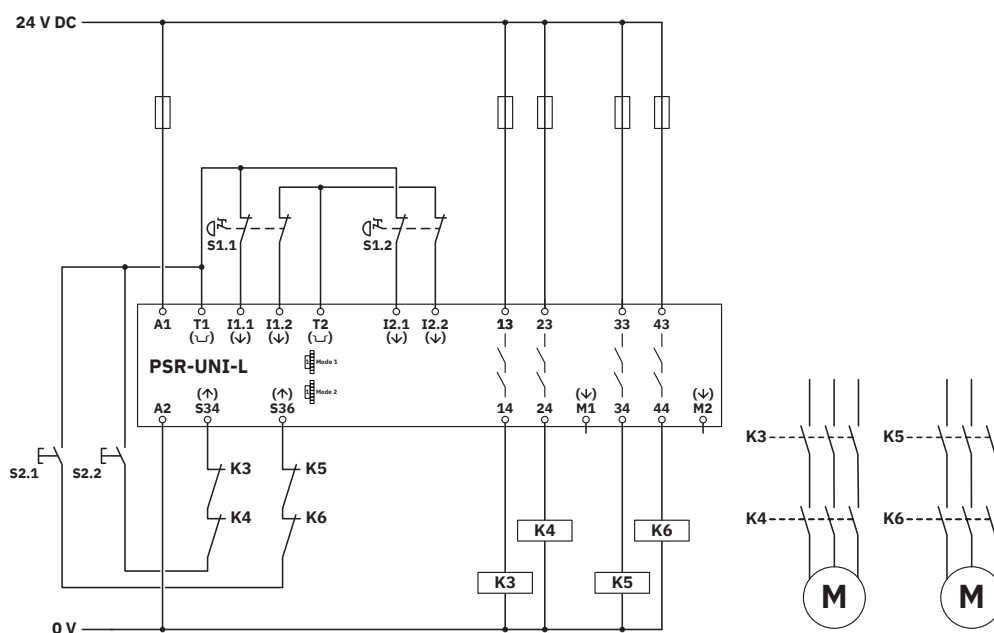 24 V DC
S1.1
S1.2
A1 T1 I1.1 I1.2 T2 I2.1 I2.2 13 23 33 43
PSR-UNI-L
1 Mode 1
1 Mode 2
A2 S34 S36 14 24 M1 34 44 M2
K3 K5
S2.1 S2.2 K3 K5
K4 K6
K4 K6
K4 K6
K3 K5
M M
0 V